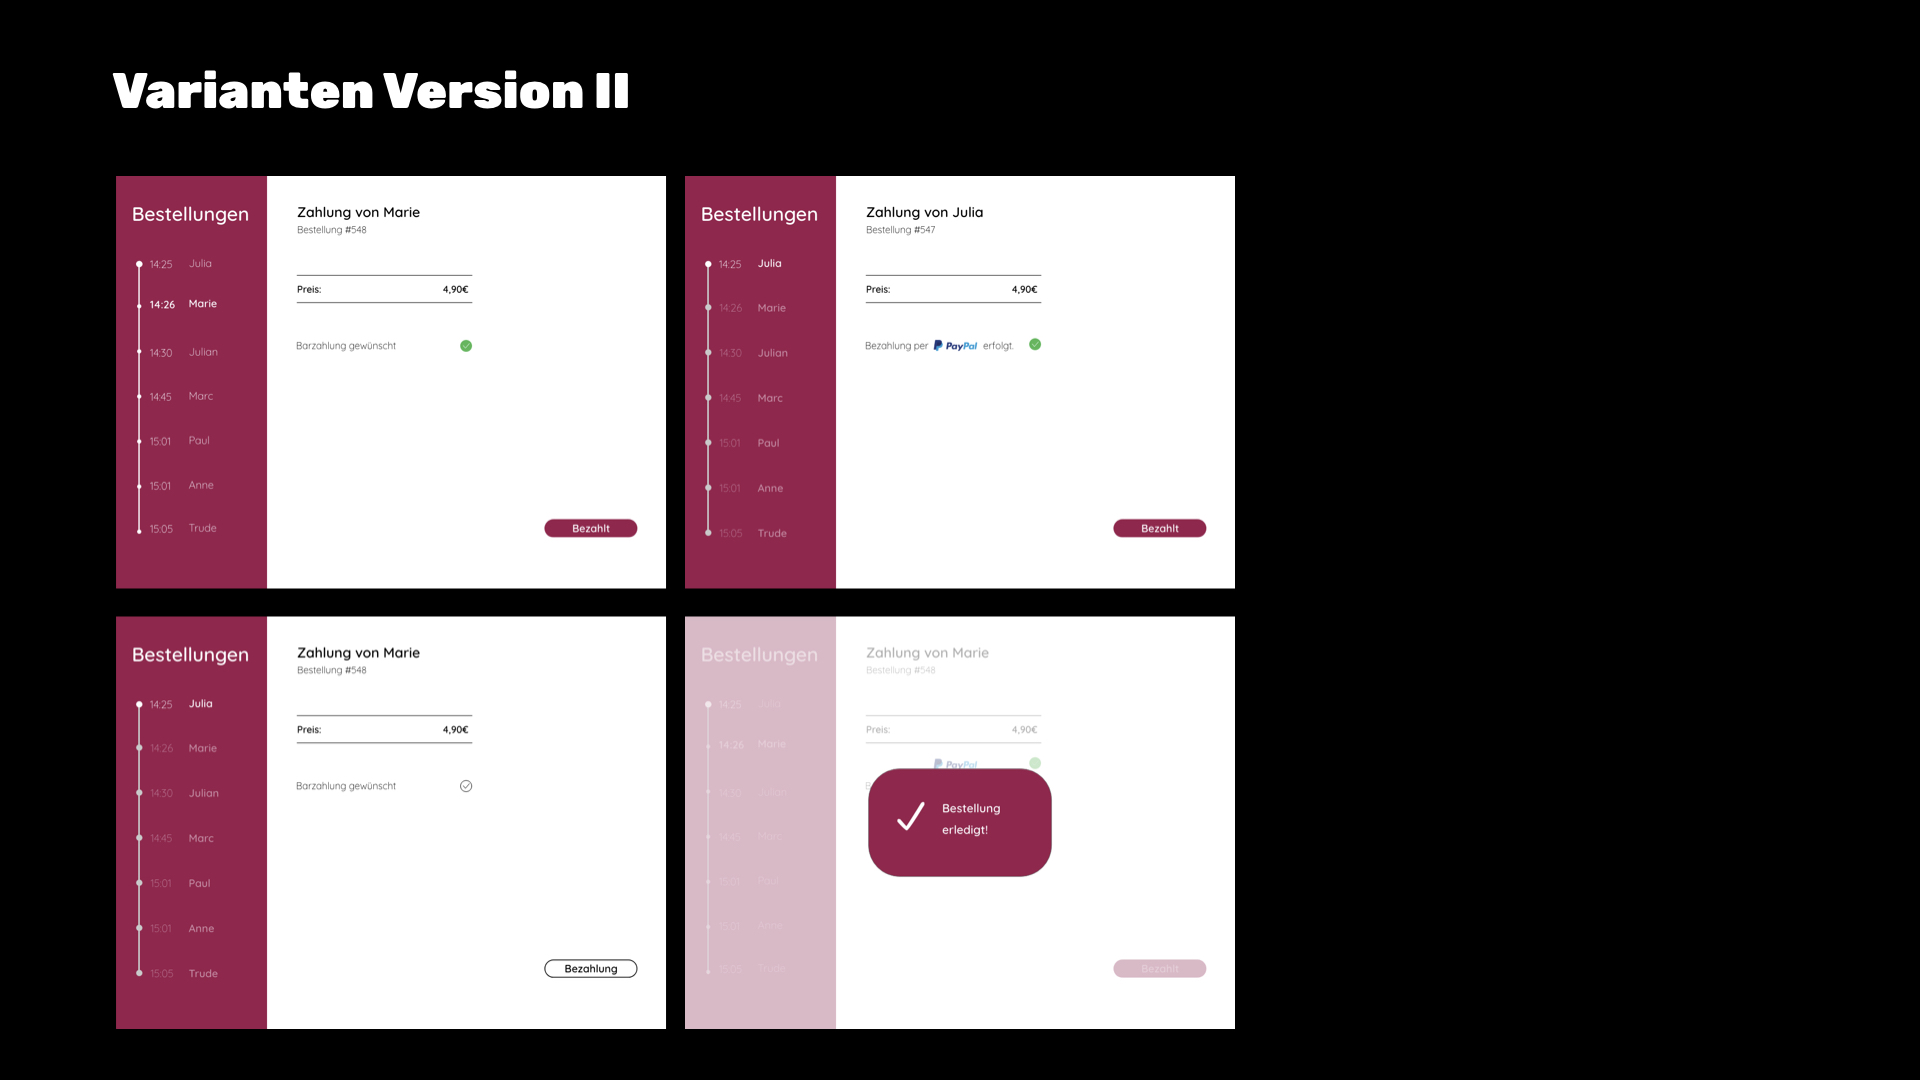 Varianten Version II
Bestellungen
14:25 Julia
14:26 Marie
14:30 Julian
14:45 Marc
15:01 Paul
15:01 Anne
15:05 Trude
Zahlung von Marie
Bestellung #548
Preis: 4,90€
Barzahlung gewünscht
Bezahlt
Bestellungen
14:25 Julia
14:26 Marie
14:30 Julian
14:45 Marc
15:01 Paul
15:01 Anne
15:05 Trude
Zahlung von Julia
Bestellung #547
Preis: 4,90€
Bezahlung per PayPal erfolgt.
Bezahlt
Bestellungen
14:25 Julia
14:26 Marie
14:30 Julian
14:45 Marc
15:01 Paul
15:01 Anne
15:05 Trude
Zahlung von Marie
Bestellung #548
Preis: 4,90€
Barzahlung gewünscht
Bezahlung
Bestellungen
14:25 Julia
14:26 Marie
14:30 Julian
14:45 Marc
15:01 Paul
15:01 Anne
15:05 Trude
Zahlung von Marie
Bestellung #548
Preis: 4,90€
PayPal
Bestellung
erledigt!
Bezahlt